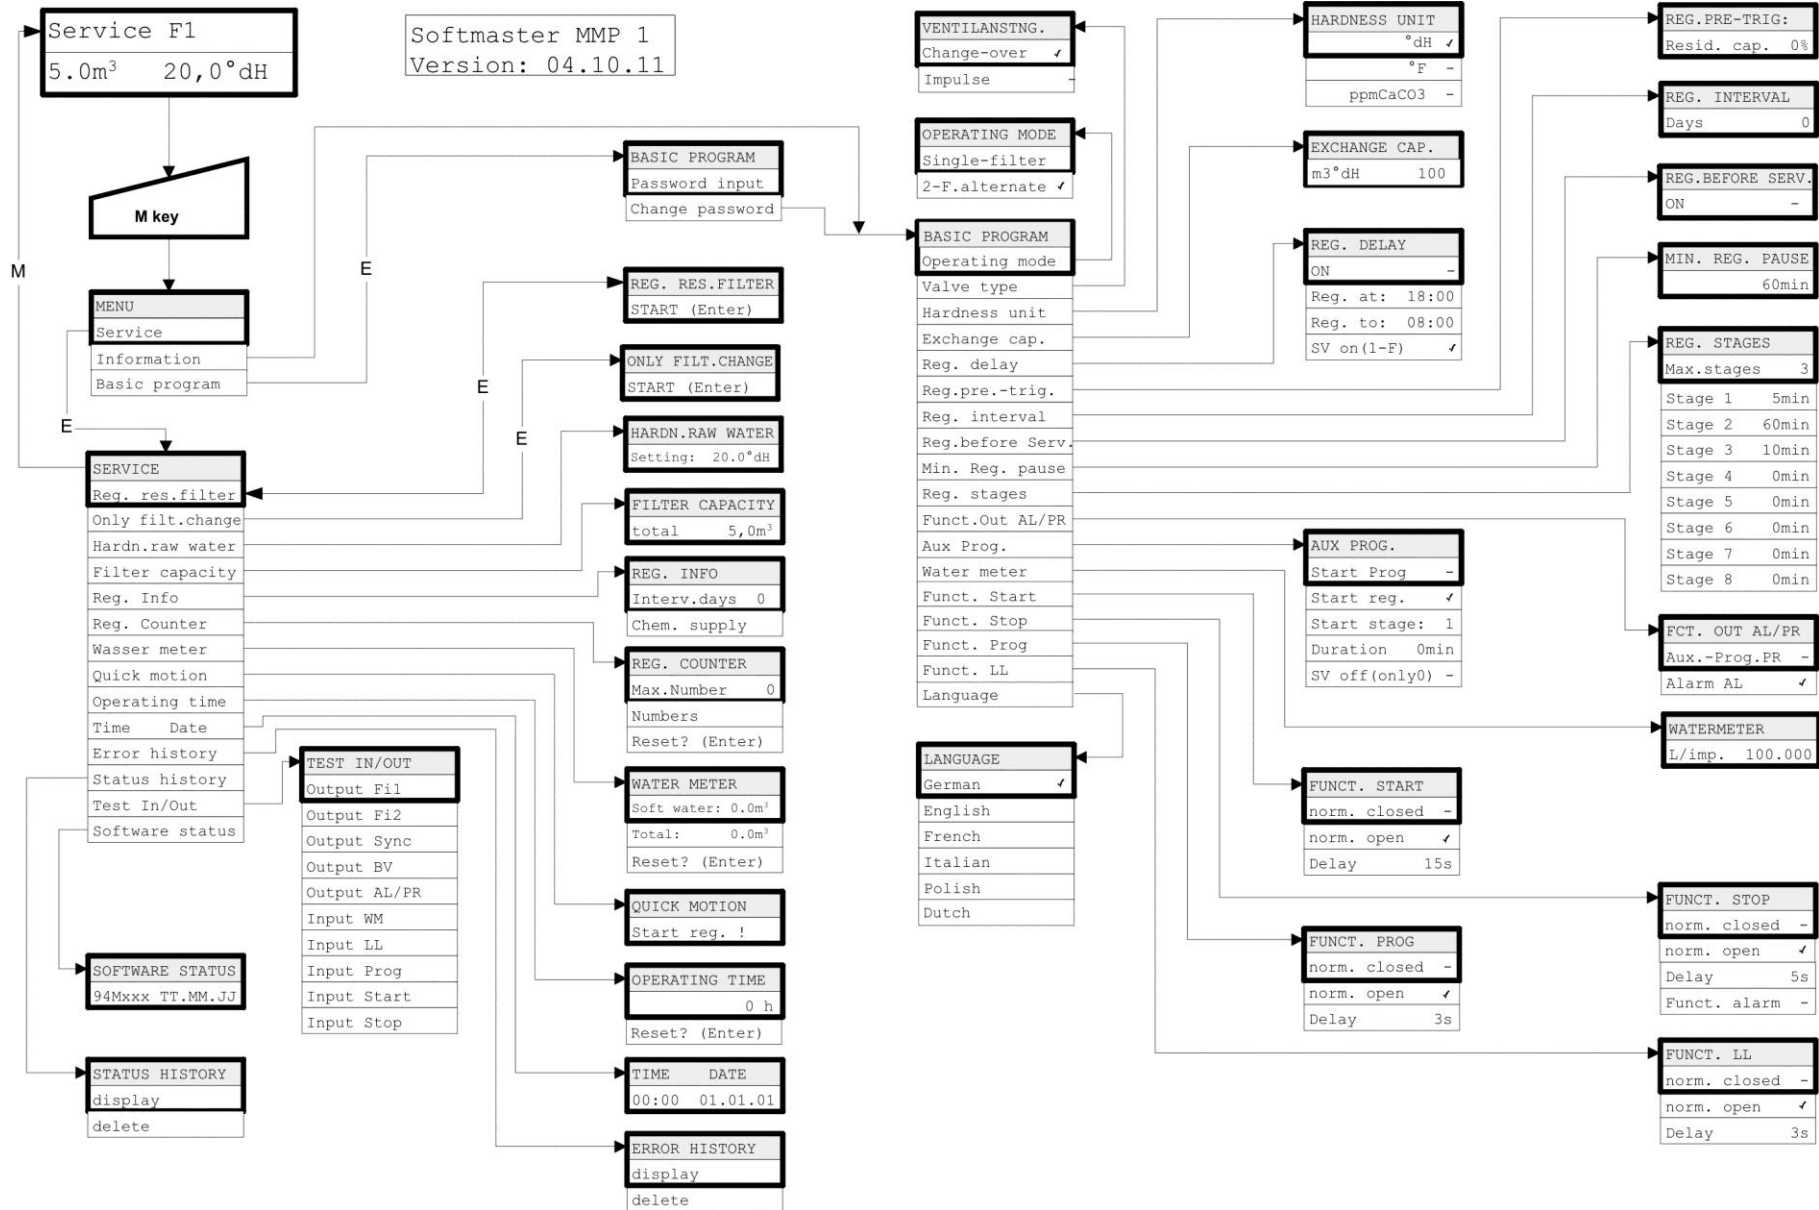 Service F1
5.0m³ 20,0°dH
Softmaster MMP 1
Version: 04.10.11
M key
M
E
E
E
E
MENU
Service
Information
Basic program
SERVICE
Reg. res.filter
Only filt.change
Hardn.raw water
Filter capacity
Reg. Info
Reg. Counter
Wasser meter
Quick motion
Operating time
Time Date
Error history
Status history
Test In/Out
Software status
SOFTWARE STATUS
94Mxxx TT.MM.JJ
STATUS HISTORY
display
delete
TEST IN/OUT
Output Fi1
Output Fi2
Output Sync
Output BV
Output AL/PR
Input WM
Input LL
Input Prog
Input Start
Input Stop
BASIC PROGRAM
Password input
Change password
REG. RES.FILTER
START (Enter)
ONLY FILT.CHANGE
START (Enter)
HARDN.RAW WATER
Setting: 20.0°dH
FILTER CAPACITY
total 5,0m³
REG. INFO
Interv.days 0
Chem. supply
REG. COUNTER
Max.Number 0
Numbers
Reset? (Enter)
WATER METER
Soft water: 0.0m³
Total: 0.0m³
Reset? (Enter)
QUICK MOTION
Start reg. !
OPERATING TIME
0 h
Reset? (Enter)
TIME DATE
00:00 01.01.01
ERROR HISTORY
display
delete
VENTILANSTNG.
Change-over ✓
Impulse -
OPERATING MODE
Single-filter
2-F.alternate ✓
BASIC PROGRAM
Operating mode
Valve type
Hardness unit
Exchange cap.
Reg. delay
Reg.pre.-trig.
Reg. interval
Reg.before Serv.
Min. Reg. pause
Reg. stages
Funct.Out AL/PR
Aux Prog.
Water meter
Funct. Start
Funct. Stop
Funct. Prog
Funct. LL
Language
LANGUAGE
German ✓
English
French
Italian
Polish
Dutch
HARDNESS UNIT
°dH ✓
°F -
ppmCaCO3 -
EXCHANGE CAP.
m3°dH 100
REG. DELAY
ON -
Reg. at: 18:00
Reg. to: 08:00
SV on(1-F) ✓
AUX PROG.
Start Prog -
Start reg. ✓
Start stage: 1
Duration 0min
SV off(only0) -
FUNCT. START
norm. closed -
norm. open ✓
Delay 15s
FUNCT. PROG
norm. closed -
norm. open ✓
Delay 3s
REG.PRE-TRIG:
Resid. cap. 0%
REG. INTERVAL
Days 0
REG.BEFORE SERV.
ON -
MIN. REG. PAUSE
60min
REG. STAGES
Max.stages 3
Stage 1 5min
Stage 2 60min
Stage 3 10min
Stage 4 0min
Stage 5 0min
Stage 6 0min
Stage 7 0min
Stage 8 0min
FCT. OUT AL/PR
Aux.-Prog.PR -
Alarm AL ✓
WATERMETER
L/imp. 100.000
FUNCT. STOP
norm. closed -
norm. open ✓
Delay 5s
Funct. alarm -
FUNCT. LL
norm. closed -
norm. open ✓
Delay 3s